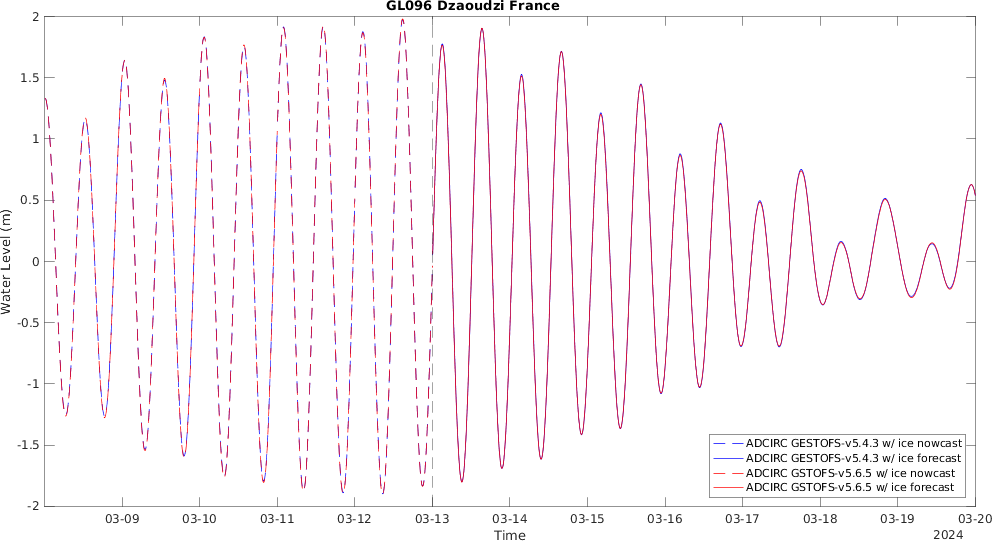 GL096 Dzaoudzi France
2
1.5
1
0.5
0
-0.5
-1
-1.5
-2
Water Level (m)
ADCIRC GESTOFS-v5.4.3 w/ ice nowcast
ADCIRC GESTOFS-v5.4.3 w/ ice forecast
ADCIRC GSTOFS-v5.6.5 w/ ice nowcast
ADCIRC GSTOFS-v5.6.5 w/ ice forecast
03-09 03-10 03-11 03-12 03-13 03-14 03-15 03-16 03-17 03-18 03-19 03-20
Time
2024